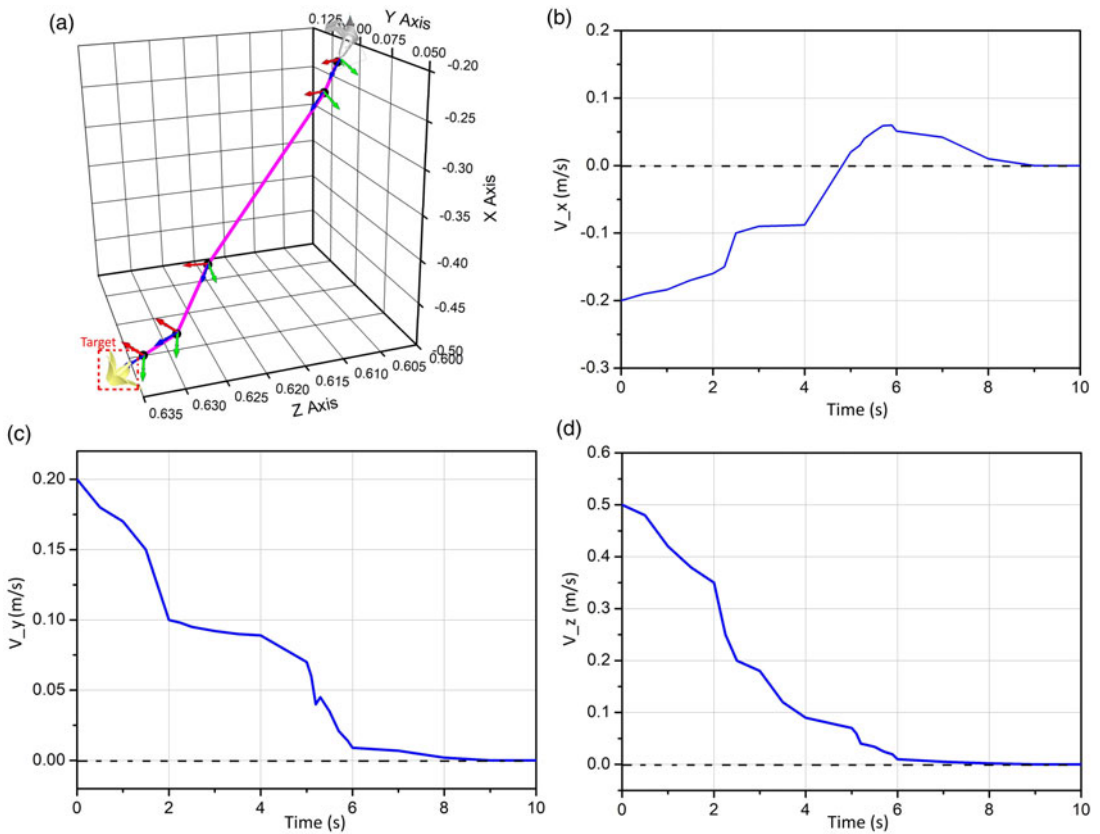 (a)
Y Axis
0.125
0.075
0.050
-0.20
-0.25
-0.30
-0.35
-0.40
-0.45
-0.50
X Axis
0.600
0.605
0.610
0.615
0.620
0.625
0.630
0.635
Z Axis
Target
(b)
0.2
0.1
0.0
-0.1
-0.2
-0.3
V_x (m/s)
0 2 4 6 8 10
Time (s)
(c)
0.20
0.15
0.10
0.05
0.00
V_y (m/s)
0 2 4 6 8 10
Time (s)
(d)
0.6
0.5
0.4
0.3
0.2
0.1
0.0
V_z (m/s)
0 2 4 6 8 10
Time (s)